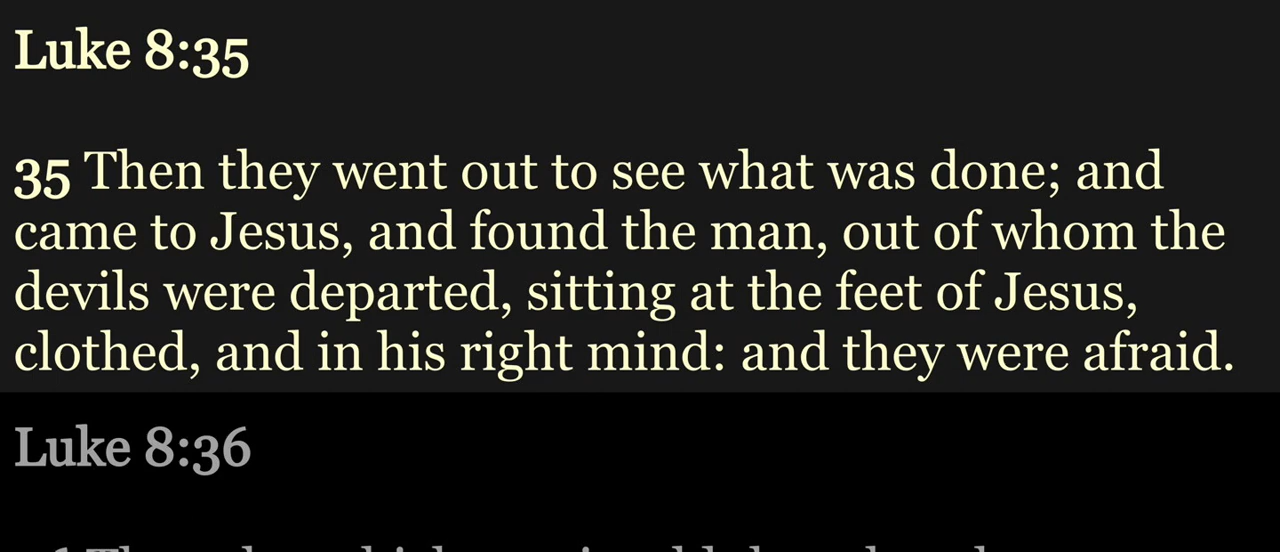 Luke 8:35
35 Then they went out to see what was done; and
came to Jesus, and found the man, out of whom the
devils were departed, sitting at the feet of Jesus,
clothed, and in his right mind: and they were afraid.
Luke 8:36